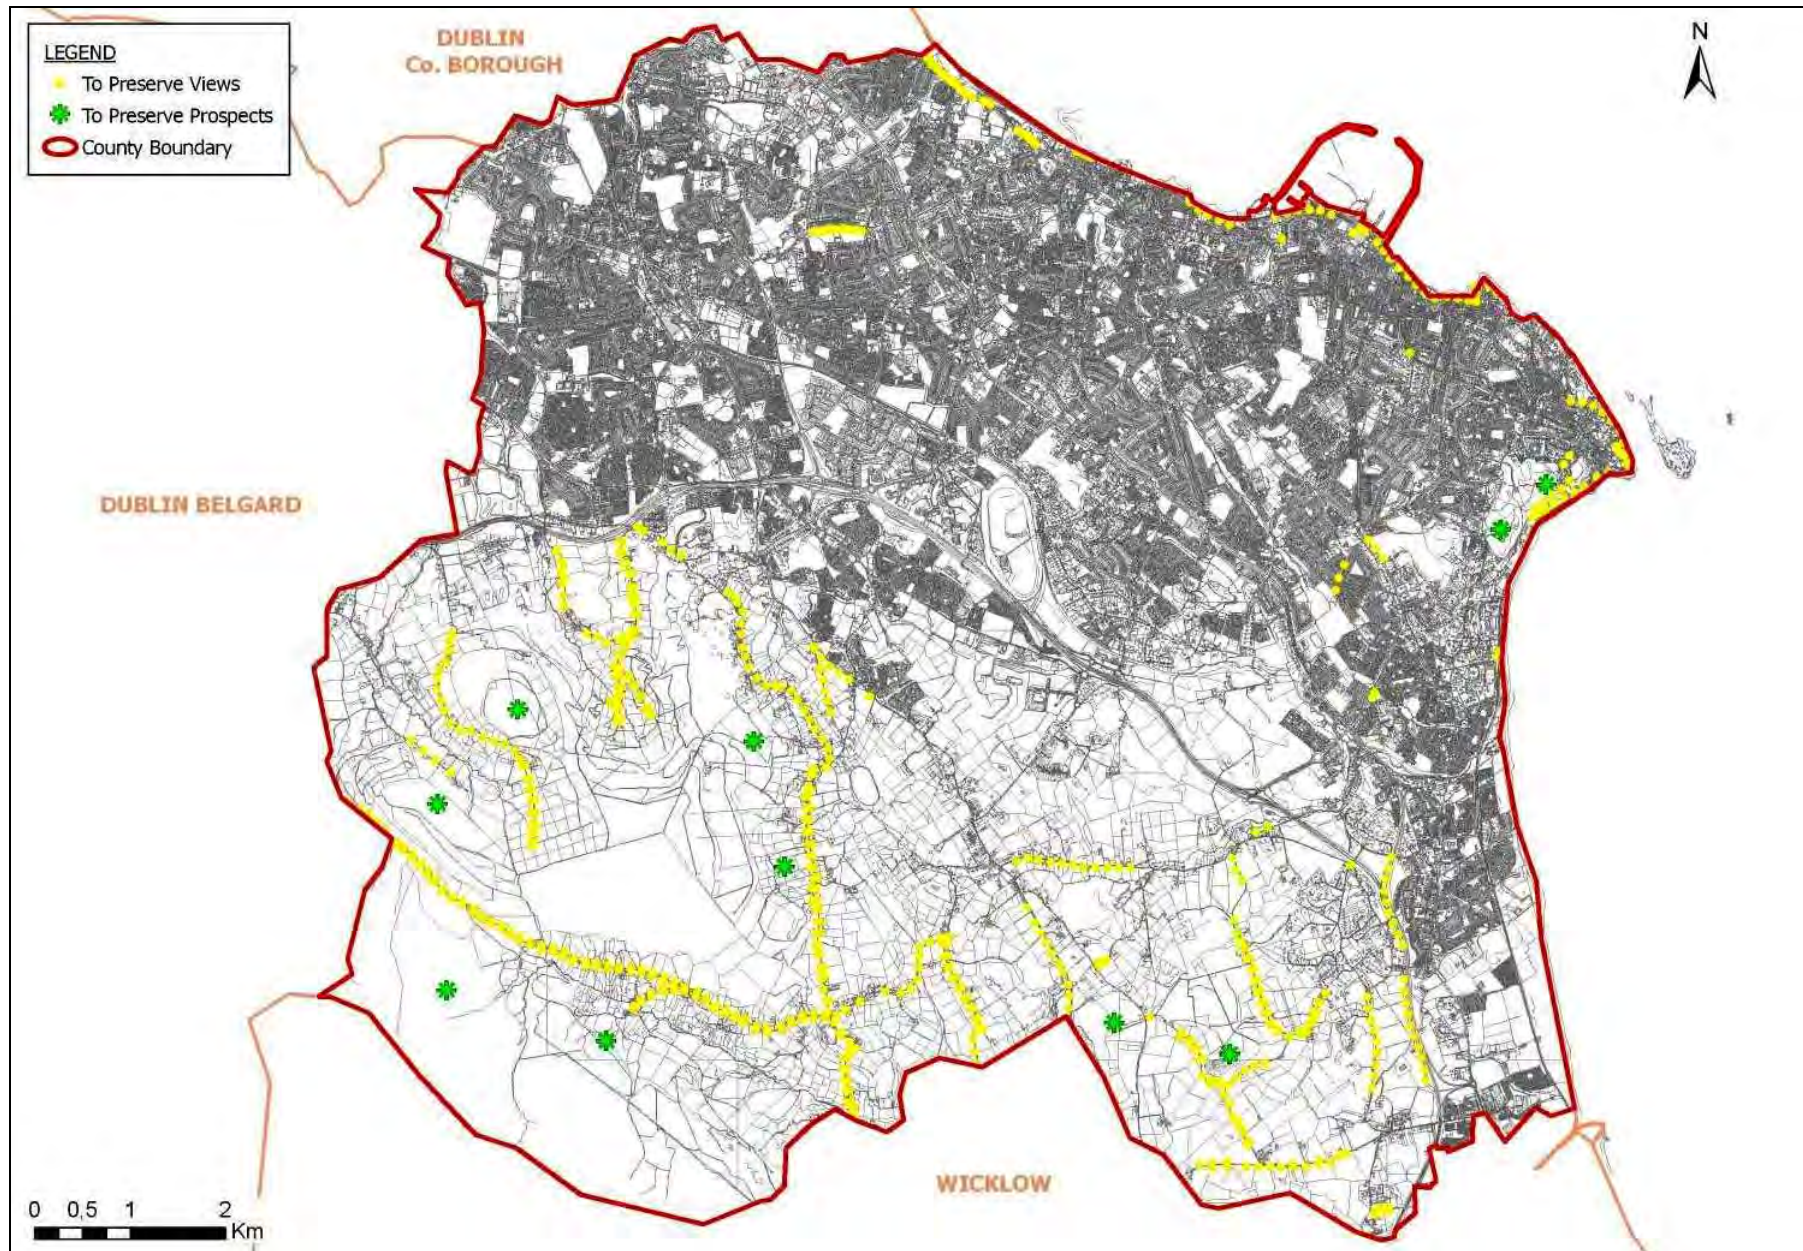 LEGEND
To Preserve Views
To Preserve Prospects
County Boundary
DUBLIN
Co. BOROUGH
N
DUBLIN BELGARD
WICKLOW
0 0,5 1 2
Km